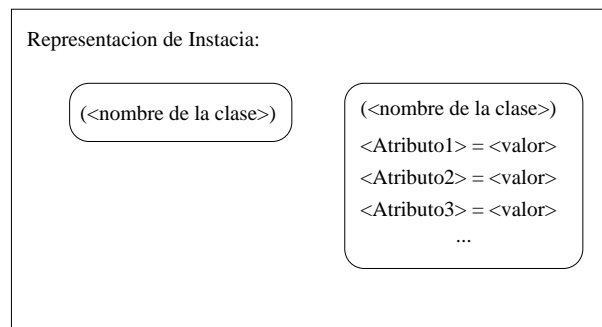 Representacion de Instacia:
(<nombre de la clase>)
(<nombre de la clase>)
<Atributo1> = <valor>
<Atributo2> = <valor>
<Atributo3> = <valor>
...